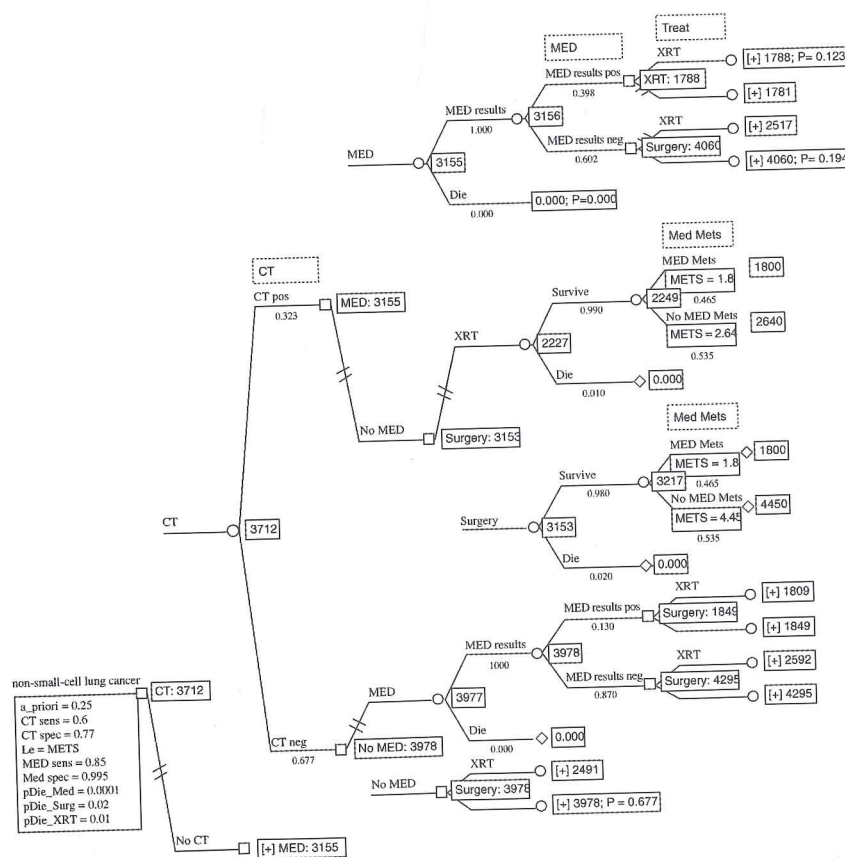 Treat
MED
XRT
[+] 1788; P= 0.123
MED results pos
XRT: 1788
0.398
[+] 1781
MED results
3156
XRT
[+] 2517
1.000
MED results neg
Surgery: 4060
MED
3155
0.602
[+] 4060; P= 0.194
Die
0.000; P=0.000
0.000
Med Mets
CT
MED Mets
1800
CT pos
METS = 1.8
MED: 3155
Survive
2249
0.465
0.323
0.990
No MED Mets
2640
XRT
METS = 2.64
2227
0.535
Die
0.000
0.010
No MED
Surgery: 3153
Med Mets
MED Mets
1800
METS = 1.8
Survive
3217
0.465
0.980
No MED Mets
4450
CT
3712
Surgery
METS = 4.45
3153
0.535
Die
0.000
0.020
XRT
[+] 1809
MED results pos
Surgery: 1849
0.130
[+] 1849
MED results
3978
XRT
[+] 2592
1000
MED results neg
Surgery: 4295
non-small-cell lung cancer
CT: 3712
MED
3977
0.870
[+] 4295
a_priori = 0.25
CT sens = 0.6
CT spec = 0.77
Le = METS
MED sens = 0.85
Med spec = 0.995
pDie_Med = 0.0001
pDie_Surg = 0.02
pDie_XRT = 0.01
CT neg
No MED: 3978
Die
0.000
0.677
0.000
XRT
[+] 2491
No MED
Surgery: 3978
[+] 3978; P = 0.677
No CT
[+] MED: 3155